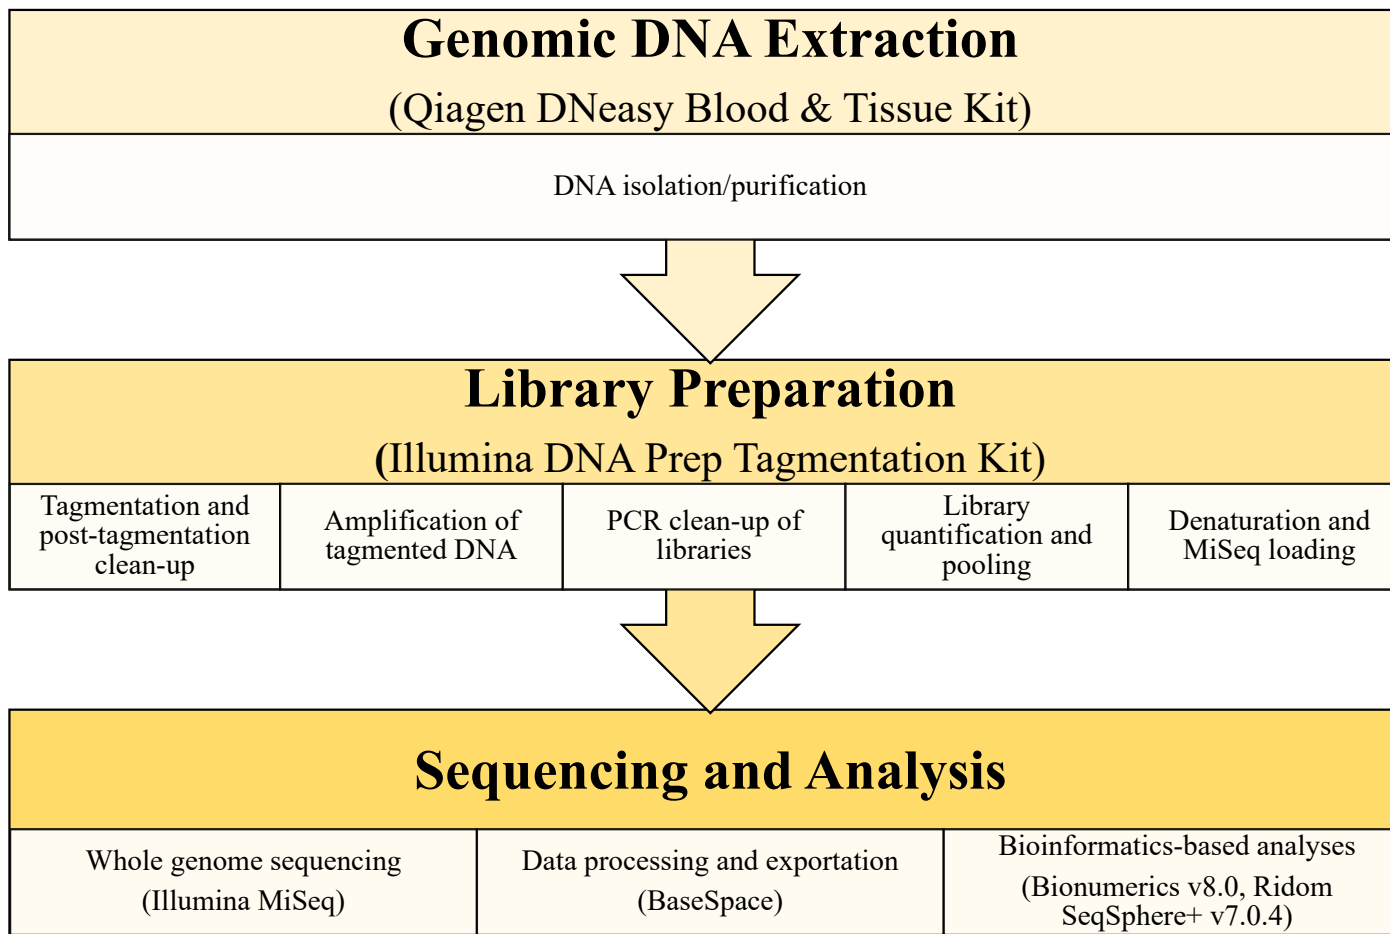 Genomic DNA Extraction
(Qiagen DNeasy Blood & Tissue Kit)
DNA isolation/purification
Library Preparation
(Illumina DNA Prep Tagmentation Kit)
Tagmentation and
post-tagmentation
clean-up
Amplification of
tagmented DNA
PCR clean-up of
libraries
Library
quantification and
pooling
Denaturation and
MiSeq loading
Sequencing and Analysis
Whole genome sequencing
(Illumina MiSeq)
Data processing and exportation
(BaseSpace)
Bioinformatics-based analyses
(Bionumerics v8.0, Ridom
SeqSphere+ v7.0.4)